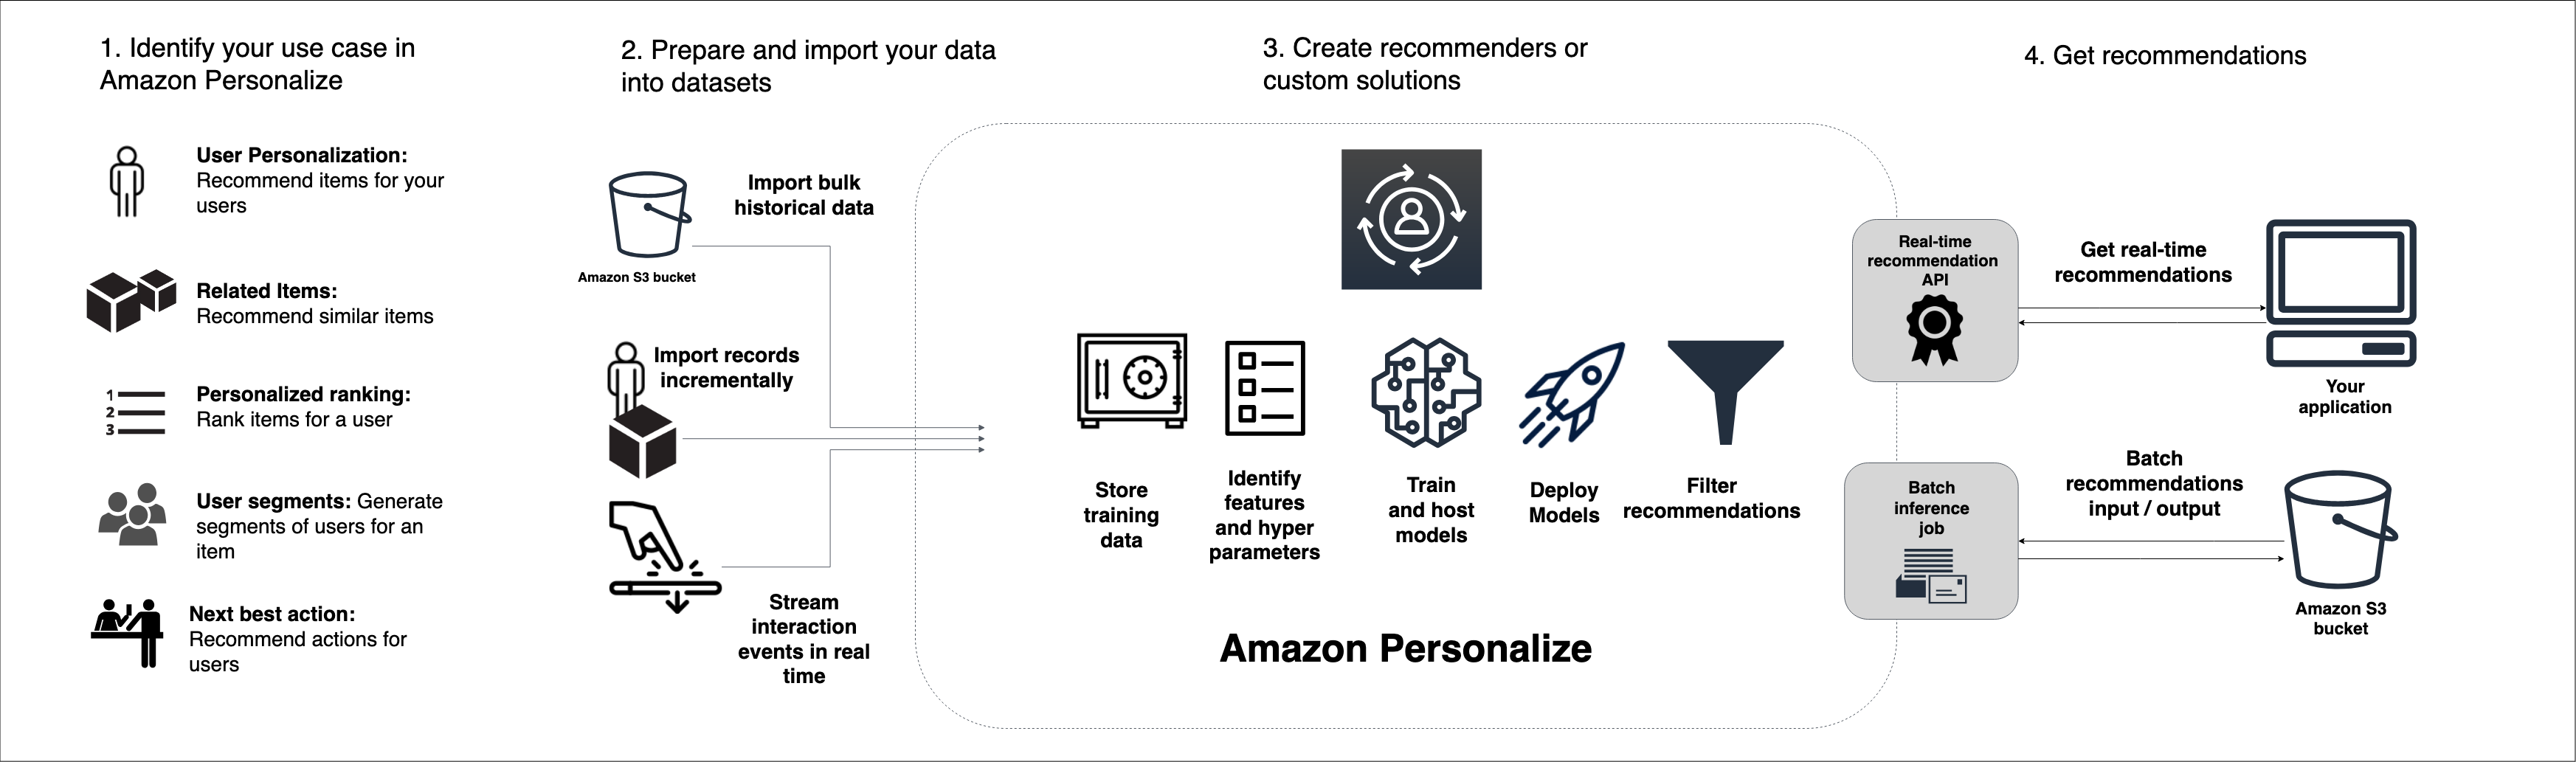 1. Identify your use case in
Amazon Personalize
User Personalization:
Recommend items for your
users
Related Items:
Recommend similar items
1
2
3
Personalized ranking:
Rank items for a user
User segments: Generate
segments of users for an
item
Next best action:
Recommend actions for
users
2. Prepare and import your data
into datasets
Import bulk
historical data
Amazon S3 bucket
Import records
incrementally
Stream
interaction
events in real
time
3. Create recommenders or
custom solutions
Store
training
data
Identify
features
and hyper
parameters
Train
and host
models
Deploy
Models
Filter
recommendations
Amazon Personalize
4. Get recommendations
Real-time
recommendation
API
Get real-time
recommendations
Your
application
Batch
inference
job
Batch
recommendations
input / output
Amazon S3
bucket